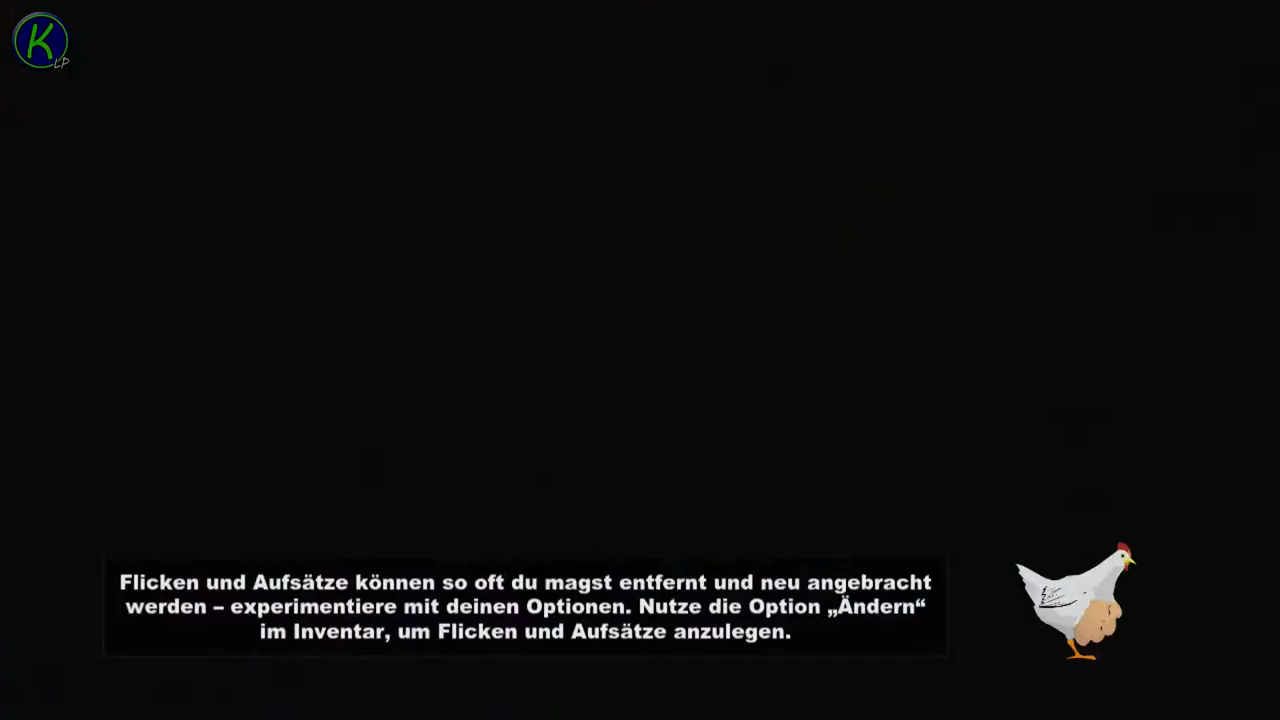 K
LP
Flicken und Aufsätze können so oft du magst entfernt und neu angebracht
werden – experimentiere mit deinen Optionen. Nutze die Option „Ändern“
im Inventar, um Flicken und Aufsätze anzulegen.